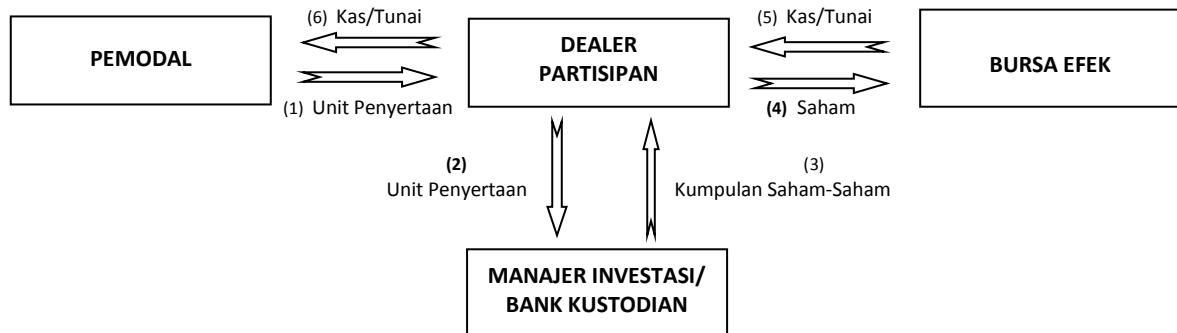 (6) Kas/Tunai
(5) Kas/Tunai
PEMODAL
DEALER
PARTISIPAN
BURSA EFEK
(1) Unit Penyertaan
(4) Saham
(2)
Unit Penyertaan
(3)
Kumpulan Saham-Saham
MANAJER INVESTASI/
BANK KUSTODIAN